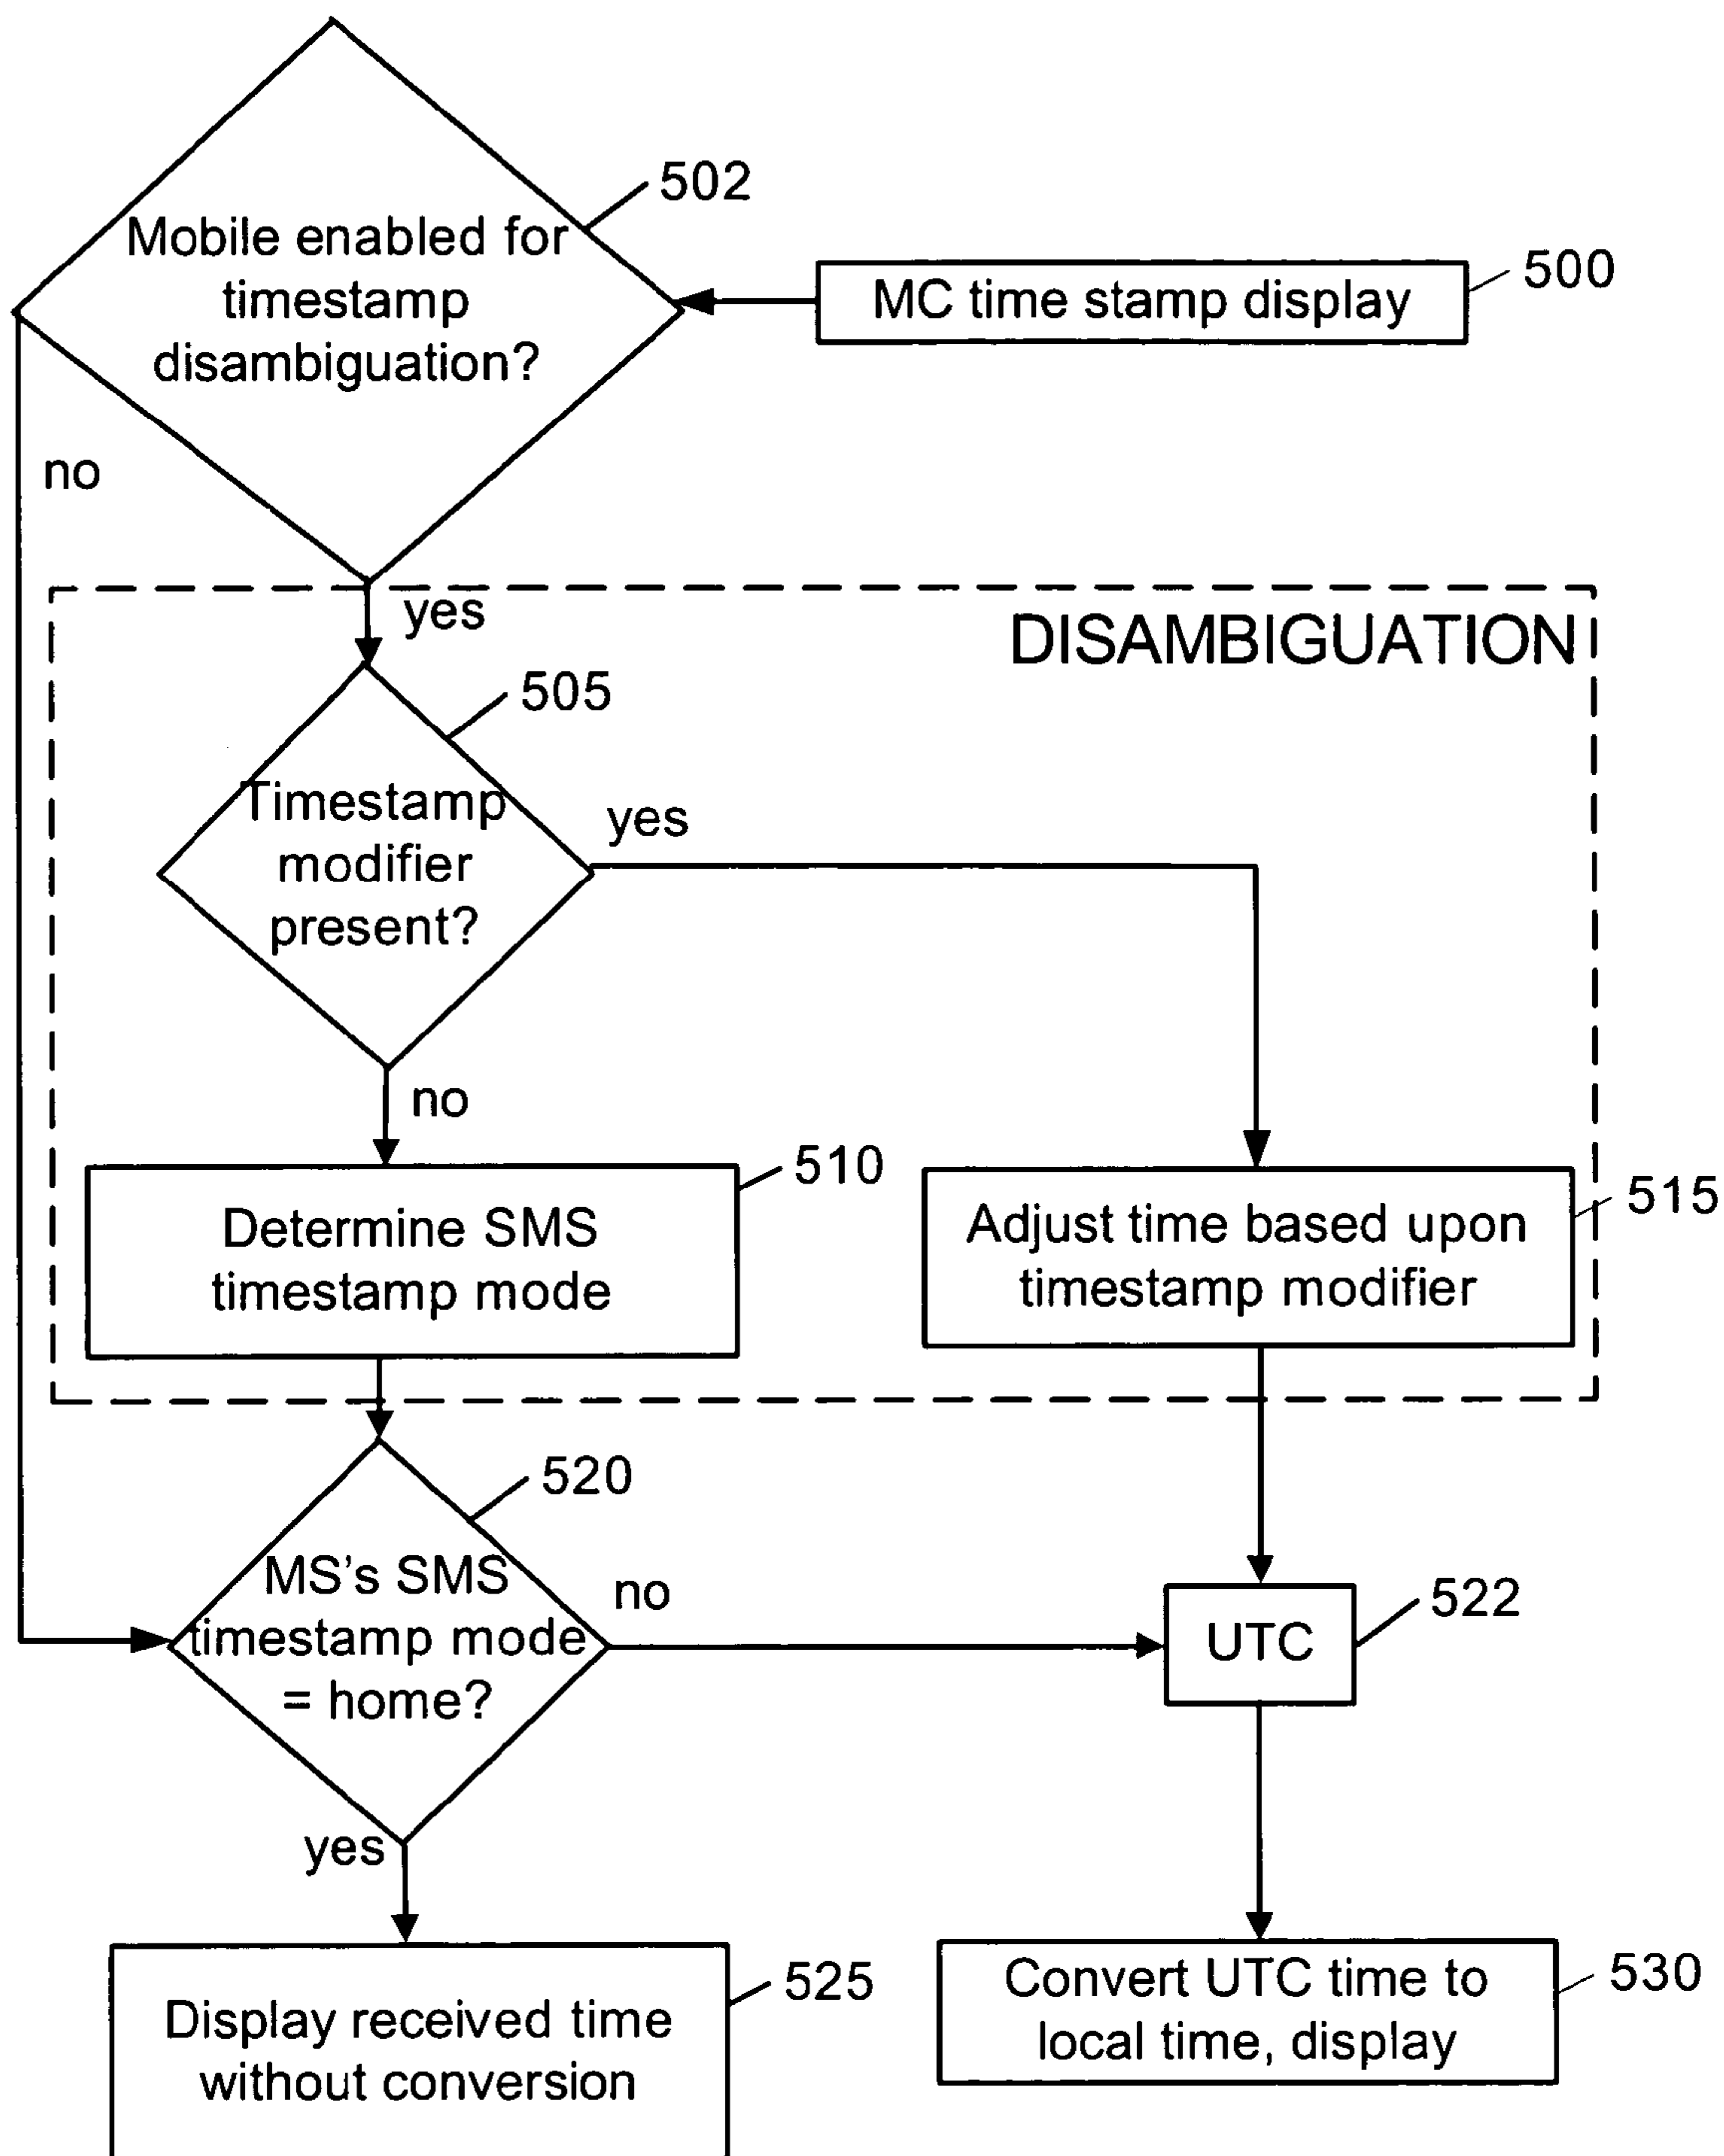 502
Mobile enabled for
timestamp
disambiguation?
MC time stamp display
500
no
yes
DISAMBIGUATION
505
Timestamp
modifier
present?
yes
no
510
Determine SMS
timestamp mode
Adjust time based upon
timestamp modifier
515
520
MS's SMS
timestamp mode
= home?
no
UTC
522
yes
525
Display received time
without conversion
Convert UTC time to
local time, display
530